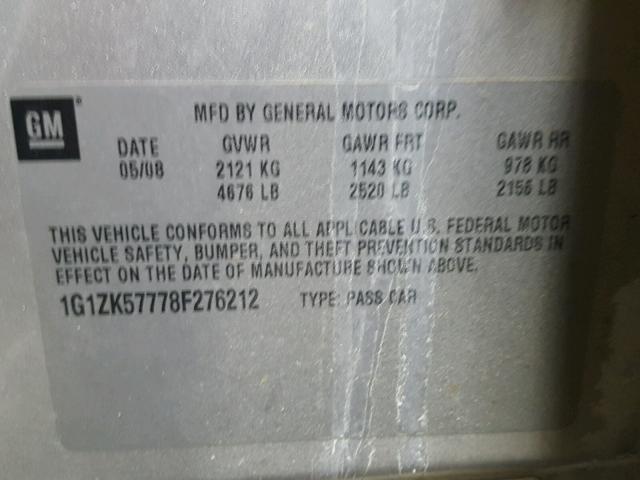 GM
MFD BY GENERAL MOTORS CORP.
DATE GVWR GAWR FRT GAWR RR
05/08 2121 KG 1143 KG 978 KG
4676 LB 2520 LB 2156 LB
THIS VEHICLE CONFORMS TO ALL APPLICABLE U.S. FEDERAL MOTOR
VEHICLE SAFETY, BUMPER, AND THEFT PREVENTION STANDARDS IN
EFFECT ON THE DATE OF MANUFACTURE SHOWN ABOVE.
1G1ZK57778F276212 TYPE: PASS CAR